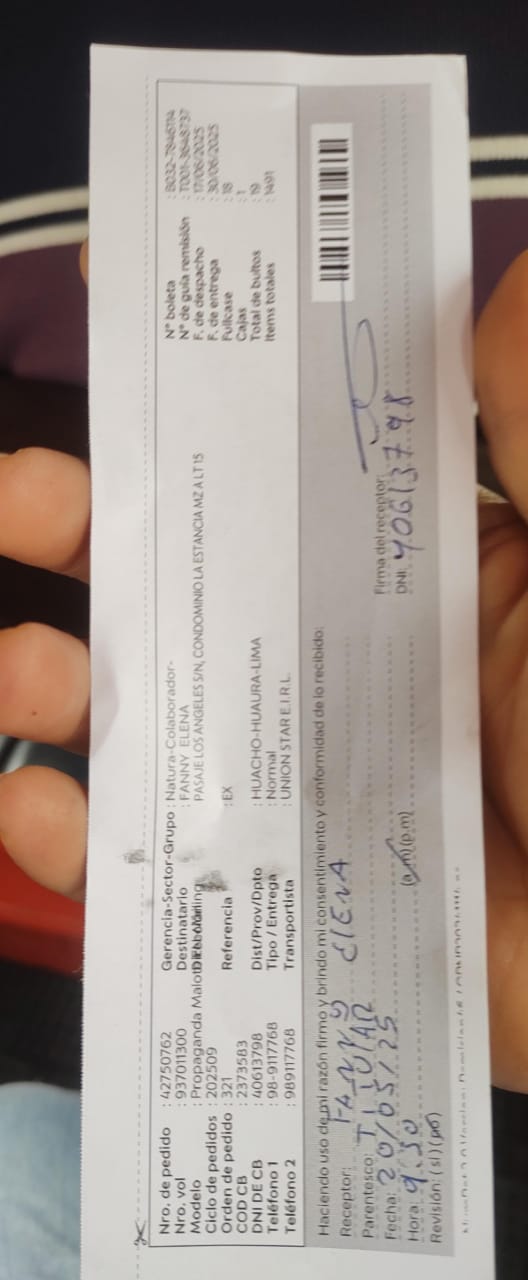 Nro. de pedido : 42750762 Gerencia-Sector-Grupo : Natura-Colaborador- N° boleta : B032-7846114
Nro. vol : 937011300 Destinatario : FANNY ELENA N° de guía remisión : T001-3648737
Modelo : Propaganda PASAJE LOS ANGELES S/N, CONDOMINIO LA ESTANCIA MZ A LT 15 F. de despacho : 17/06/2025
Ciclo de pedidos : 202509 F. de entrega : 30/06/2025
Orden de pedido : 321 Referencia : EX Fullcase : 18
COD CB : 2373583 Cajas : 1
DNI DE CB : 40613798 Dist/Prov/Dpto : HUACHO-HUAURA-LIMA Total de bultos : 19
Teléfono 1 : 98-9117768 Tipo / Entrega : Normal Items totales : 1491
Teléfono 2 : 989117768 Transportista : UNION STAR E.I.R.L.
Haciendo uso de mi razón firmo y brindo mi consentimiento y conformidad de lo recibido:
Receptor: FANNY ElENA
Parentesco: TITULAR Firma del receptor:
Fecha: 20/05/25 DNI: 40613798
Hora: 9.30 (a.m)(p.m)
Revisión: (sI)(no)